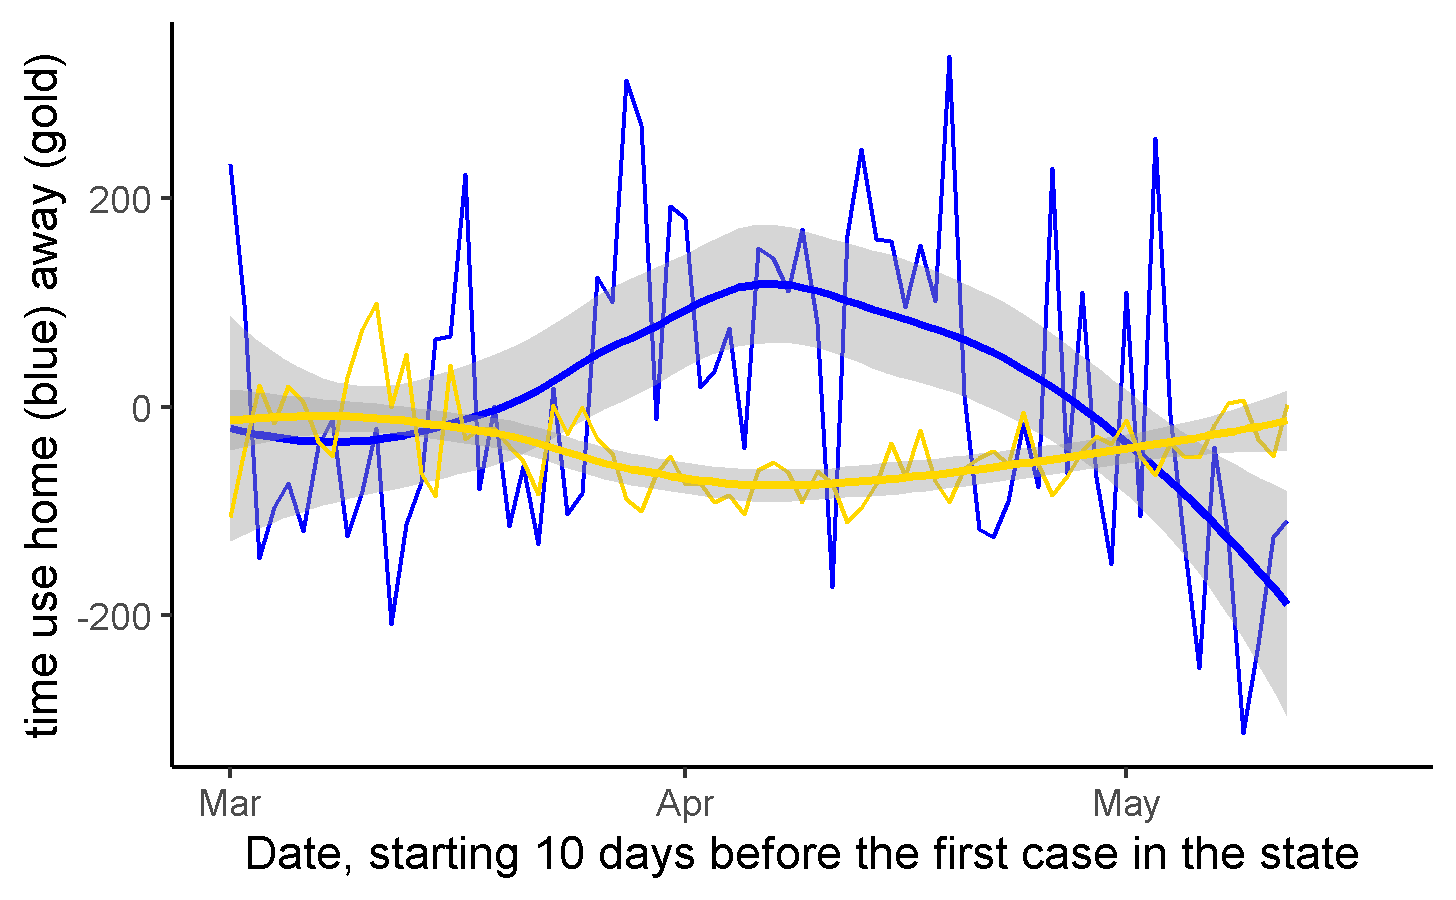 time use home (blue) away (gold)
200
0
-200
Mar
Apr
May
Date, starting 10 days before the first case in the state